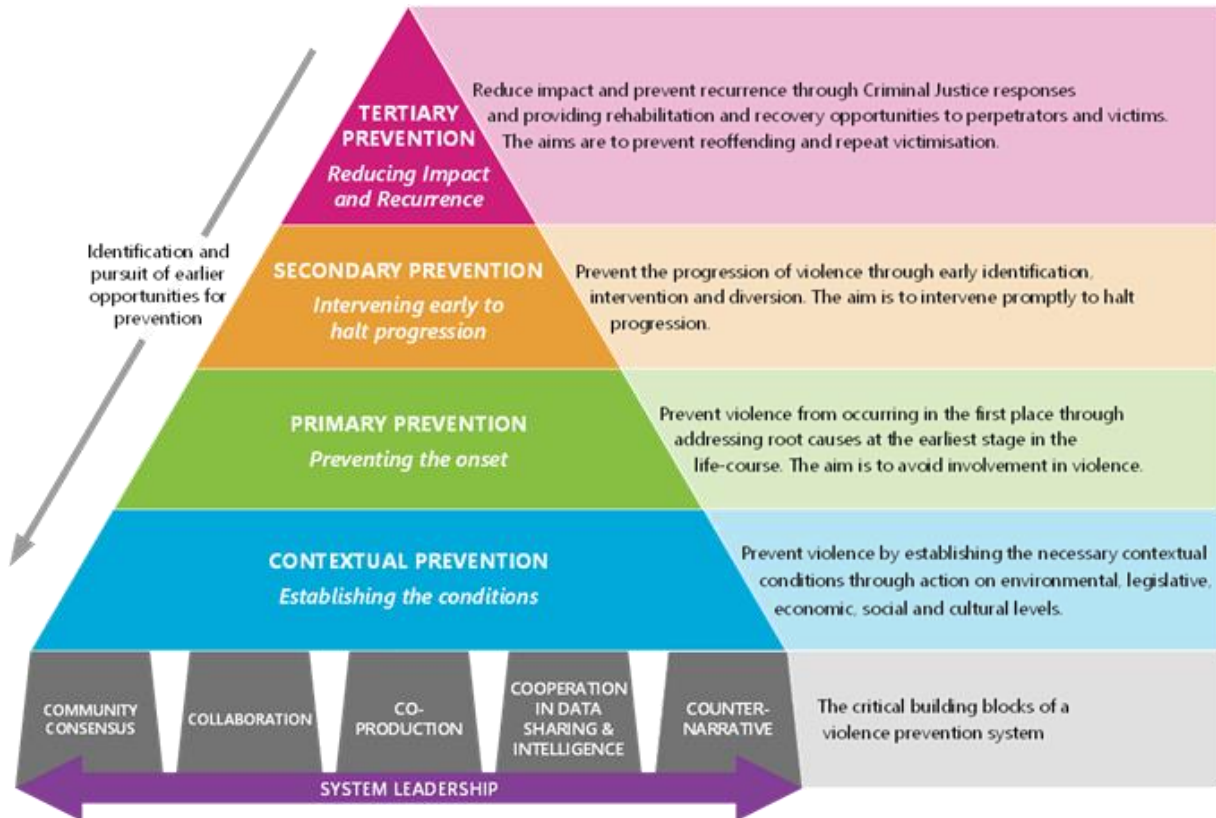 TERTIARY
PREVENTION
Reducing Impact
and Recurrence
Reduce impact and prevent recurrence through Criminal Justice responses
and providing rehabilitation and recovery opportunities to perpetrators and victims.
The aims are to prevent reoffending and repeat victimisation.
Identification and
pursuit of earlier
opportunities for
prevention
SECONDARY PREVENTION
Intervening early to
halt progression
Prevent the progression of violence through early identification,
intervention and diversion. The aim is to intervene promptly to halt
progression.
PRIMARY PREVENTION
Preventing the onset
Prevent violence from occurring in the first place through
addressing root causes at the earliest stage in the
life-course. The aim is to avoid involvement in violence.
CONTEXTUAL PREVENTION
Establishing the conditions
Prevent violence by establishing the necessary contextual
conditions through action on environmental, legislative,
economic, social and cultural levels.
COMMUNITY
CONSENSUS
COLLABORATION
CO-
PRODUCTION
COOPERATION
IN DATA
SHARING &
INTELLIGENCE
COUNTER-
NARRATIVE
The critical building blocks of a
violence prevention system
SYSTEM LEADERSHIP